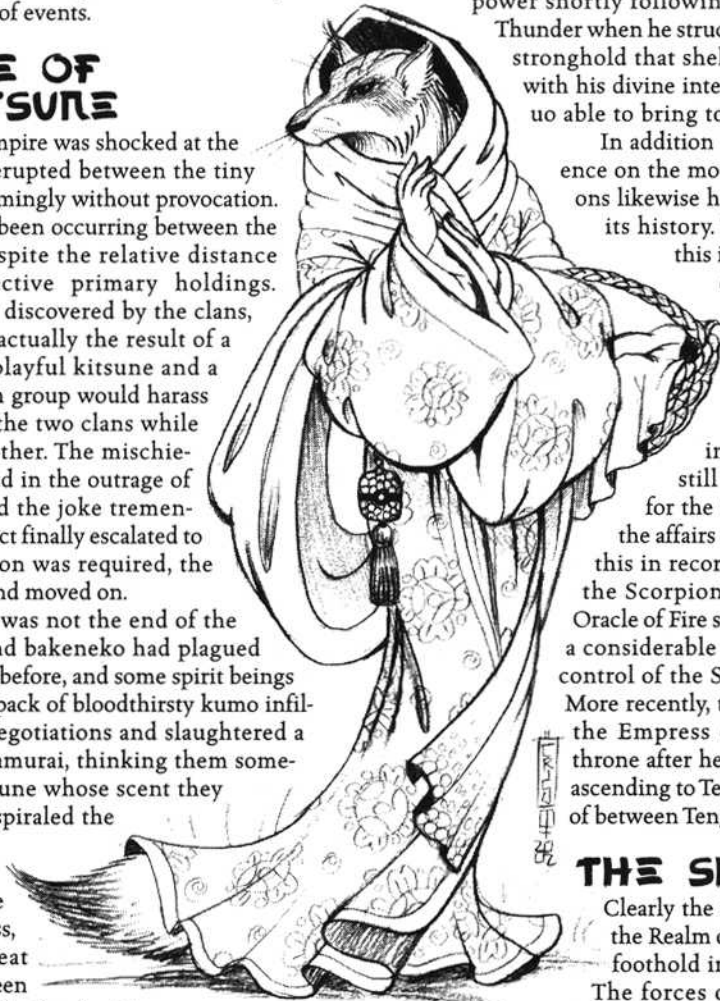 of events.
E OF
TSUNE
mpire was shocked at the
erupted between the tiny
mingly without provocation.
been occurring between the
spite the relative distance
ective primary holdings.
discovered by the clans,
actually the result of a
playful kitsune and a
n group would harass
the two clans while
ther. The mischie-
d in the outrage of
d the joke tremen-
ct finally escalated to
on was required, the
nd moved on.
was not the end of the
nd bakeneko had plagued
before, and some spirit beings
pack of bloodthirsty kumo infil-
egotiations and slaughtered a
amurai, thinking them some-
une whose scent they
spiraled the
e
ss,
eat
een
power shortly followin
Thunder when he struc
stronghold that shel
with his divine inte
uo able to bring to
In addition
ence on the mo
ons likewise h
its history.
this i
in
still
for the
the affairs
this in recor
the Scorpion
Oracle of Fire s
a considerable
control of the S
More recently, t
the Empress
throne after he
ascending to Te
of between Ten
THE S
Clearly the
the Realm o
foothold in
The forces o